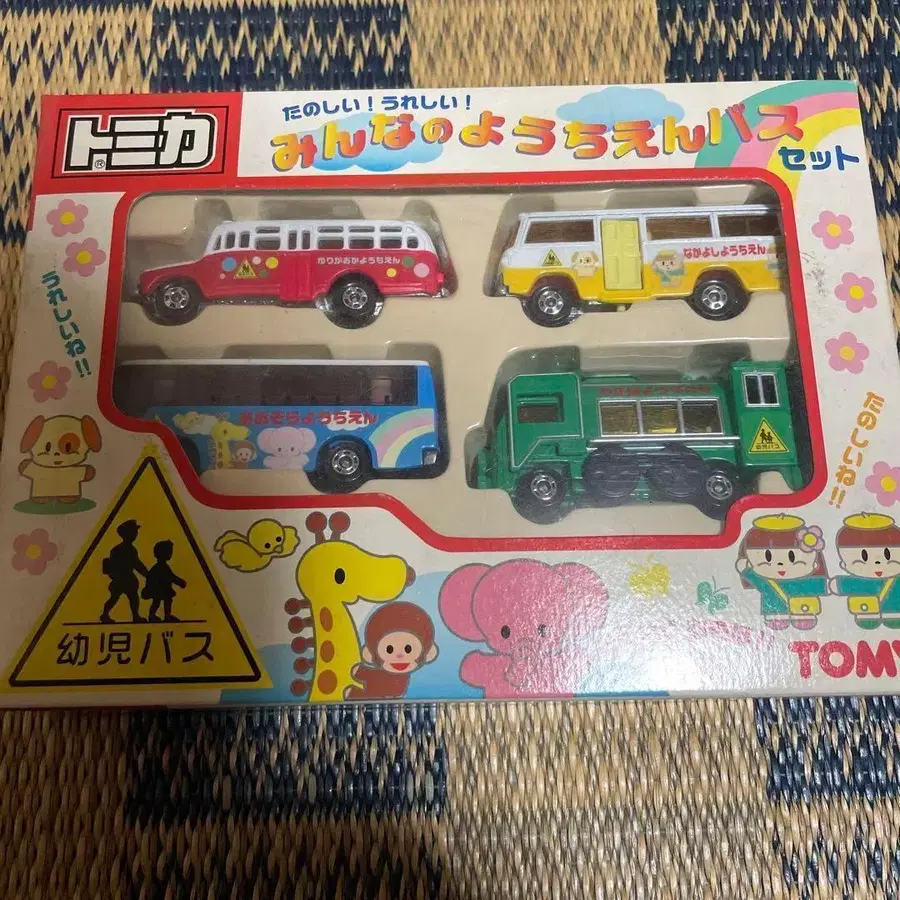 トミカ®
たのしい!うれしい!
みんなのようちえんバス
セット
うれしいね!!
ゆりがおかようちえん
なかよしようちえん
あおぞらようちえん
幼児バス
たのしいね!!
幼児バス
TOMY